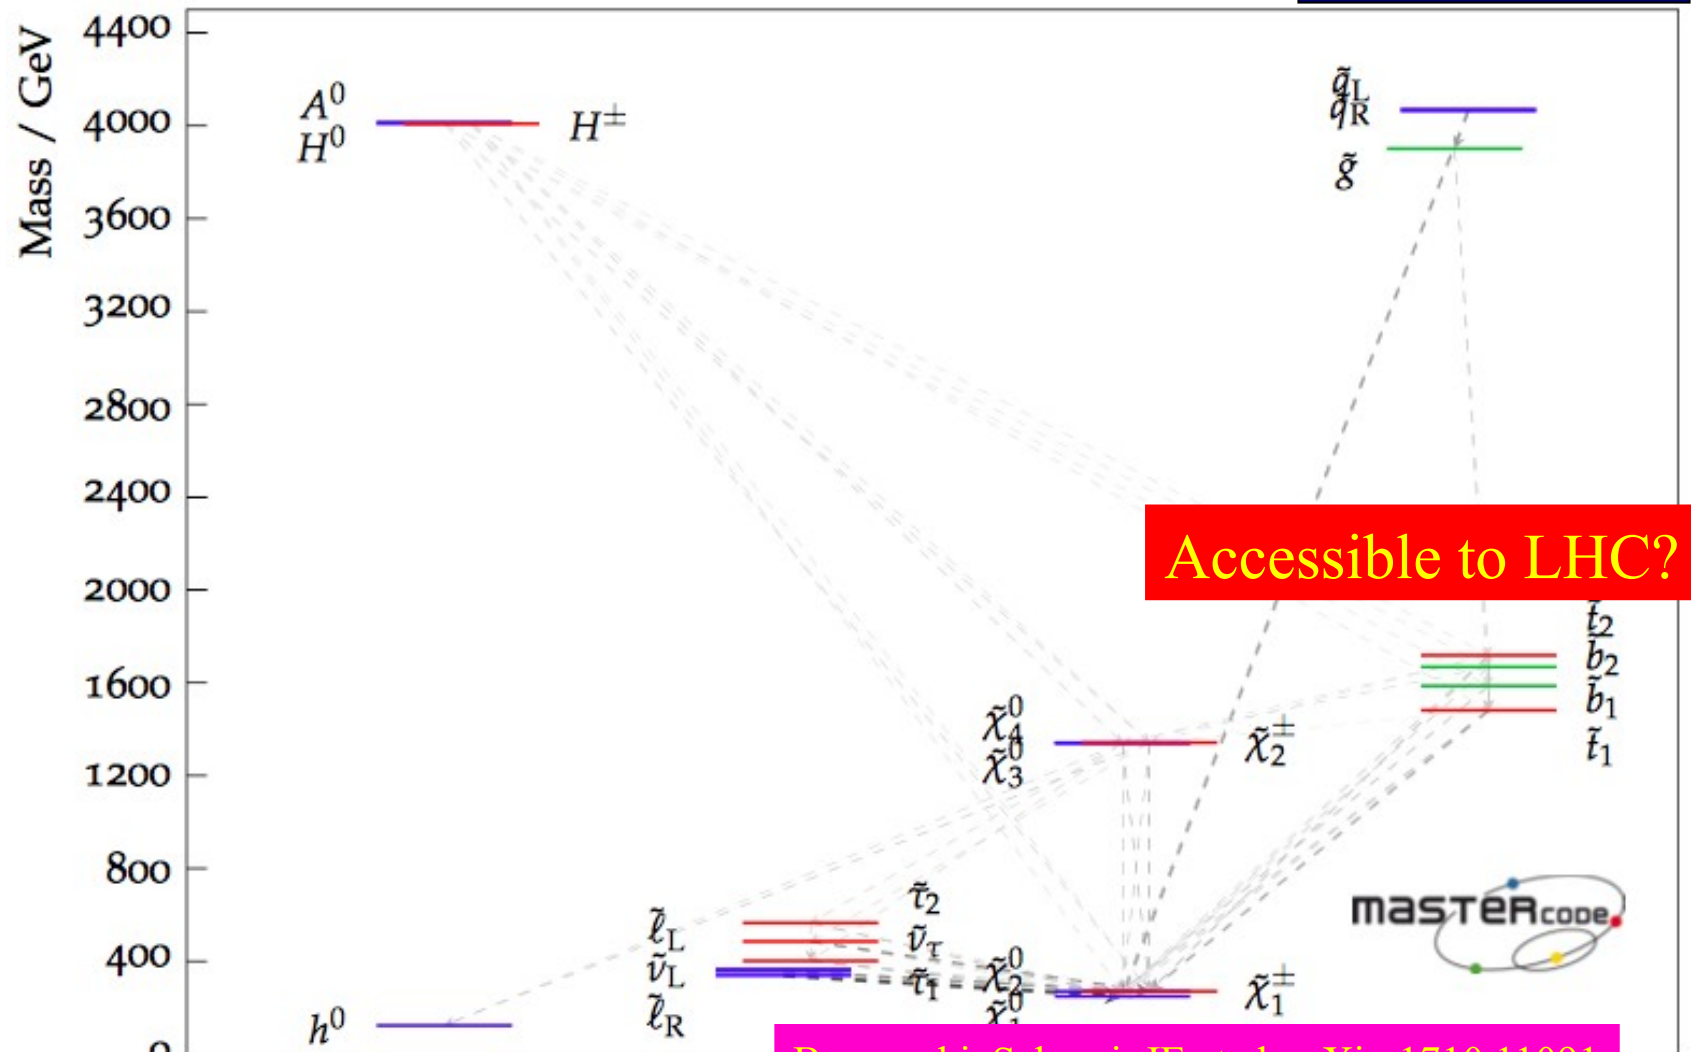 Mass / GeV
4400
4000
3600
3200
2800
2400
2000
1600
1200
800
400
0
A⁰
H⁰
H±
h⁰
q̃L
q̃R
g̃
Accessible to LHC?
t̃₂
b̃₂
b̃₁
t̃₁
χ̃⁰₄
χ̃⁰₃
χ̃±₂
τ̃₂
ℓ̃L
ν̃τ
ν̃L
τ̃₁
ℓ̃R
χ̃⁰₂
χ̃⁰₁
χ̃±₁
MASTERCODE